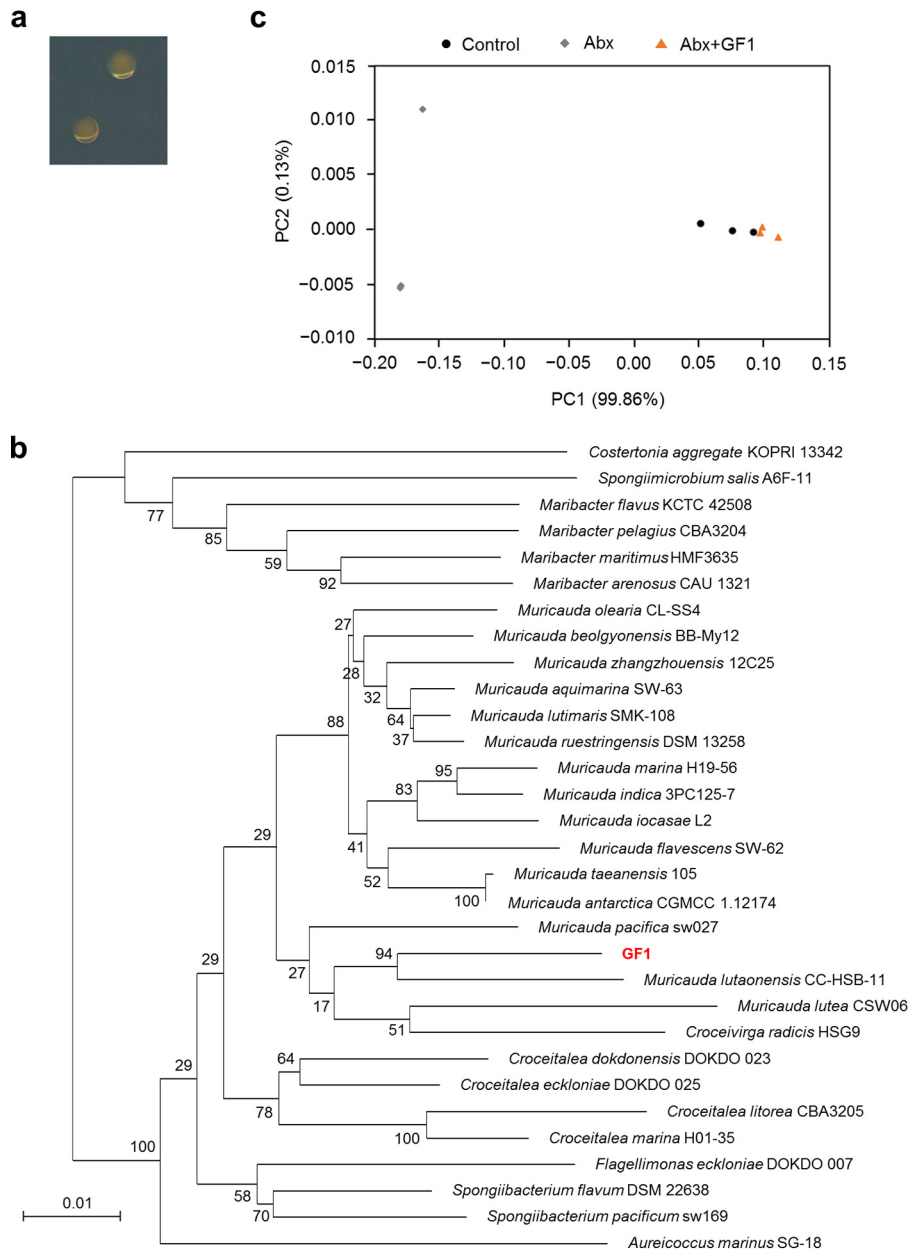 a
c
Control Abx Abx+GF1
0.015
0.010
0.005
0.000
−0.005
−0.010
PC2 (0.13%)
−0.20 −0.15 −0.10 −0.05 0.00 0.05 0.10 0.15
PC1 (99.86%)
b
Costertonia aggregate KOPRI 13342
Spongiimicrobium salis A6F-11
77
Maribacter flavus KCTC 42508
85
Maribacter pelagius CBA3204
59
Maribacter maritimus HMF3635
92
Maribacter arenosus CAU 1321
Muricauda olearia CL-SS4
27
Muricauda beolgyonensis BB-My12
28
Muricauda zhangzhouensis 12C25
32
Muricauda aquimarina SW-63
64
Muricauda lutimaris SMK-108
88
37
Muricauda ruestringensis DSM 13258
95
Muricauda marina H19-56
83
Muricauda indica 3PC125-7
Muricauda iocasae L2
29
41
Muricauda flavescens SW-62
52
Muricauda taeanensis 105
100
Muricauda antarctica CGMCC 1.12174
Muricauda pacifica sw027
29
27
94
GF1
Muricauda lutaonensis CC-HSB-11
17
Muricauda lutea CSW06
51
Croceivirga radicis HSG9
29
64
Croceitalea dokdonensis DOKDO 023
Croceitalea eckloniae DOKDO 025
78
Croceitalea litorea CBA3205
100
Croceitalea marina H01-35
100
Flagellimonas eckloniae DOKDO 007
58
Spongiibacterium flavum DSM 22638
70
Spongiibacterium pacificum sw169
0.01
Aureicoccus marinus SG-18